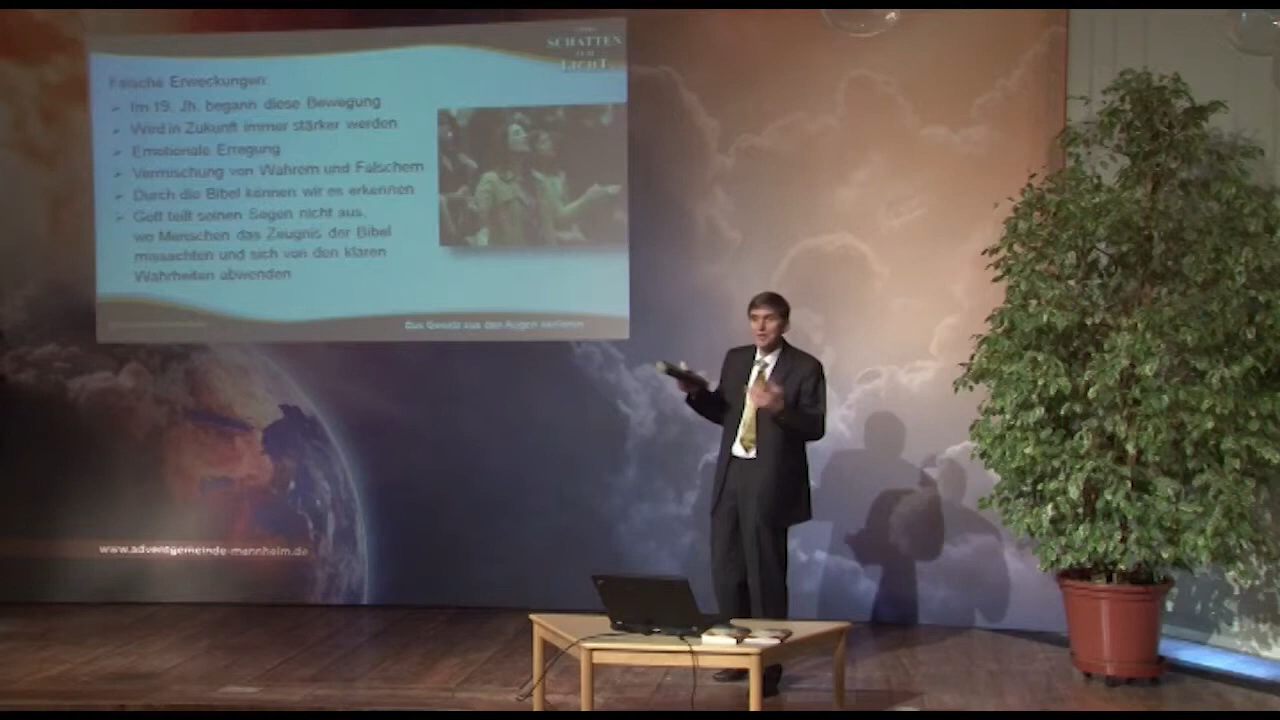 SCHATTEN
ZUM
LICHT
Falsche Erweckungen:
➢ Im 19. Jh. begann diese Bewegung
➢ Wird in Zukunft immer stärker werden
➢ Emotionale Erregung
➢ Vermischung von Wahrem und Falschem
➢ Durch die Bibel können wir es erkennen
➢ Gott teilt seinen Segen nicht aus,
wo Menschen das Zeugnis der Bibel
missachten und sich von den klaren
Wahrheiten abwenden
Das Gesetz aus den Augen verlieren
www.adventgemeinde-mannheim.de